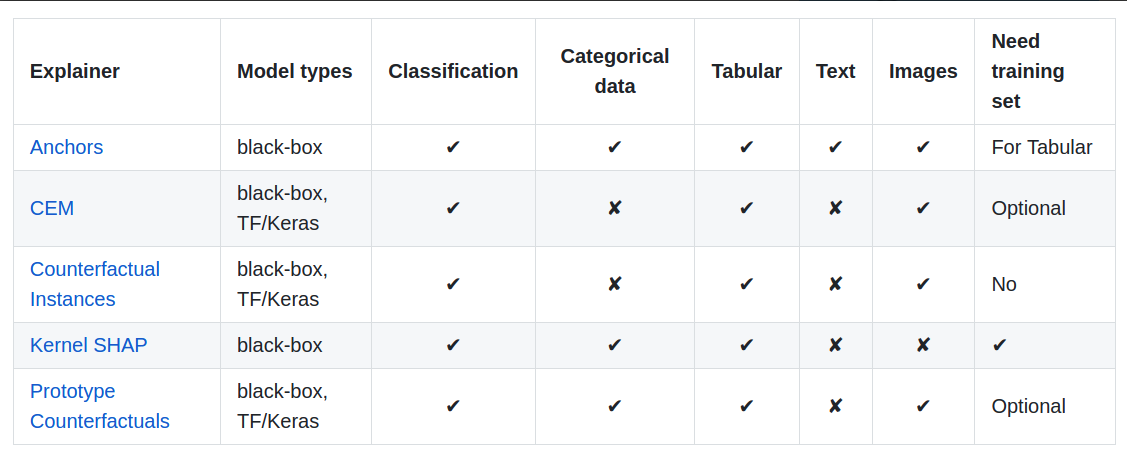 Explainer Model types Classification Categorical data Tabular Text Images Need training set
Anchors black-box ✔ ✔ ✔ ✔ ✔ For Tabular
CEM black-box, TF/Keras ✔ ✘ ✔ ✘ ✔ Optional
Counterfactual Instances black-box, TF/Keras ✔ ✘ ✔ ✘ ✔ No
Kernel SHAP black-box ✔ ✔ ✔ ✘ ✘ ✔
Prototype Counterfactuals black-box, TF/Keras ✔ ✔ ✔ ✘ ✔ Optional